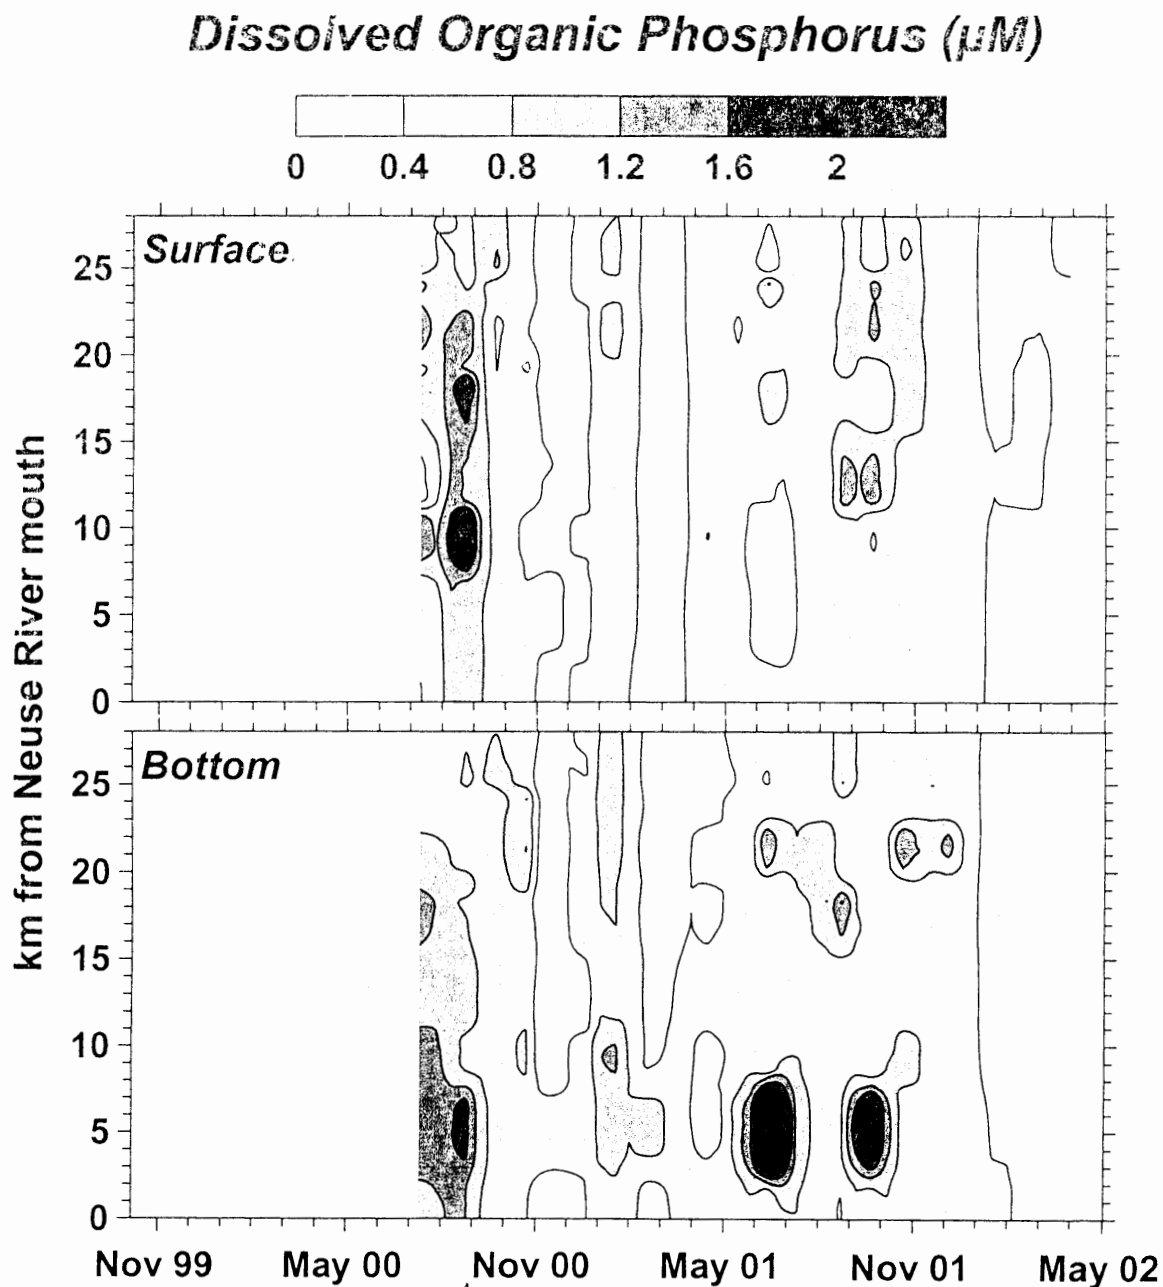 Dissolved Organic Phosphorus (µM)
0 0.4 0.8 1.2 1.6 2
Surface
25
20
15
10
5
0
km from Neuse River mouth
Bottom
25
20
15
10
5
0
Nov 99 May 00 Nov 00 May 01 Nov 01 May 02